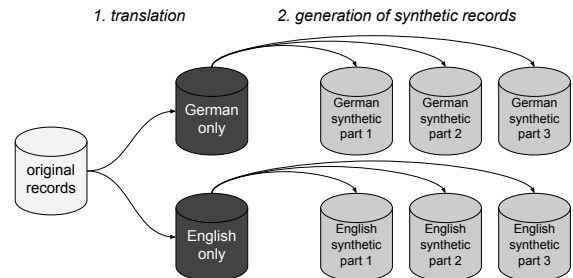 1. translation
2. generation of synthetic records
German
only
German
synthetic
part 1
German
synthetic
part 2
German
synthetic
part 3
original
records
English
only
English
synthetic
part 1
English
synthetic
part 2
English
synthetic
part 3